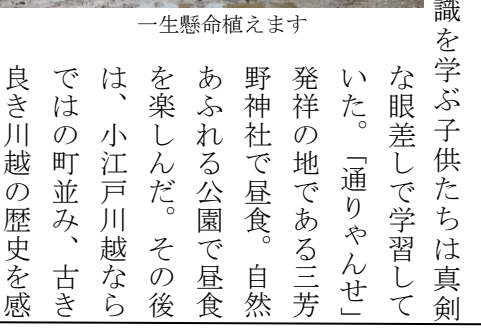 一生懸命植えます
識を学ぶ子供たちは真剣
な眼差しで学習して
いた。「通りゃんせ」
発祥の地である三芳
野神社で昼食。自然
あふれる公園で昼食
を楽しんだ。その後
は、小江戸川越なら
ではの町並み、古き
良き川越の歴史を感